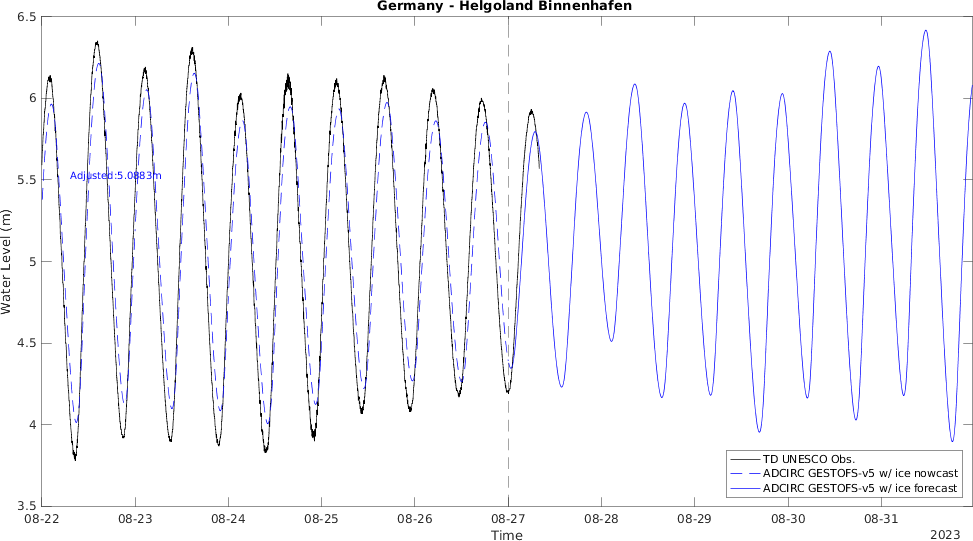 Germany - Helgoland Binnenhafen
6.5
6
5.5
5
4.5
4
3.5
Water Level (m)
Adjusted:5.0883m
TD UNESCO Obs.
ADCIRC GESTOFS-v5 w/ ice nowcast
ADCIRC GESTOFS-v5 w/ ice forecast
08-22 08-23 08-24 08-25 08-26 08-27 08-28 08-29 08-30 08-31
Time
2023